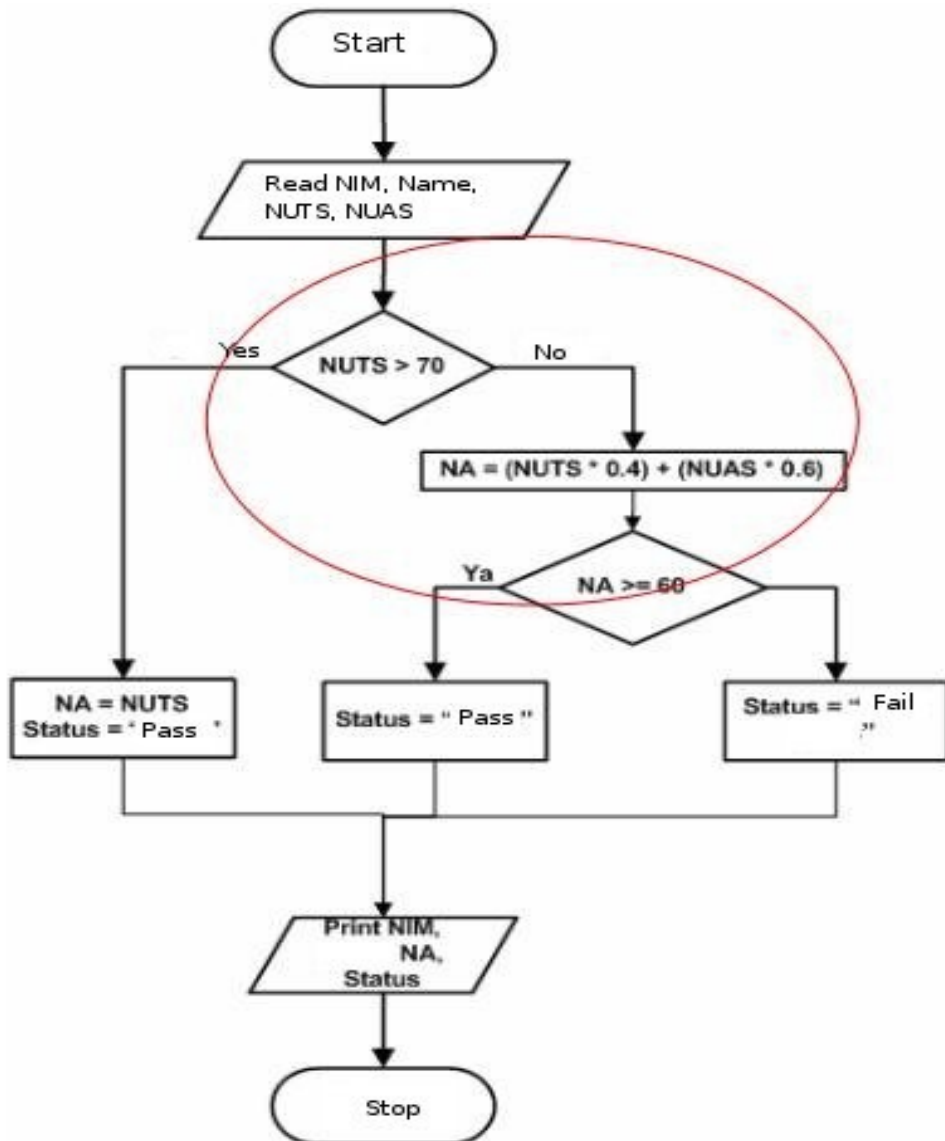 Start
Read NIM, Name,
NUTS, NUAS
Yes
NUTS > 70
No
NA = (NUTS * 0.4) + (NUAS * 0.6)
Ya
NA >= 60
NA = NUTS
Status = ‘ Pass ’
Status = “ Pass ”
Status = “ Fail
”
Print NIM,
NA,
Status
Stop